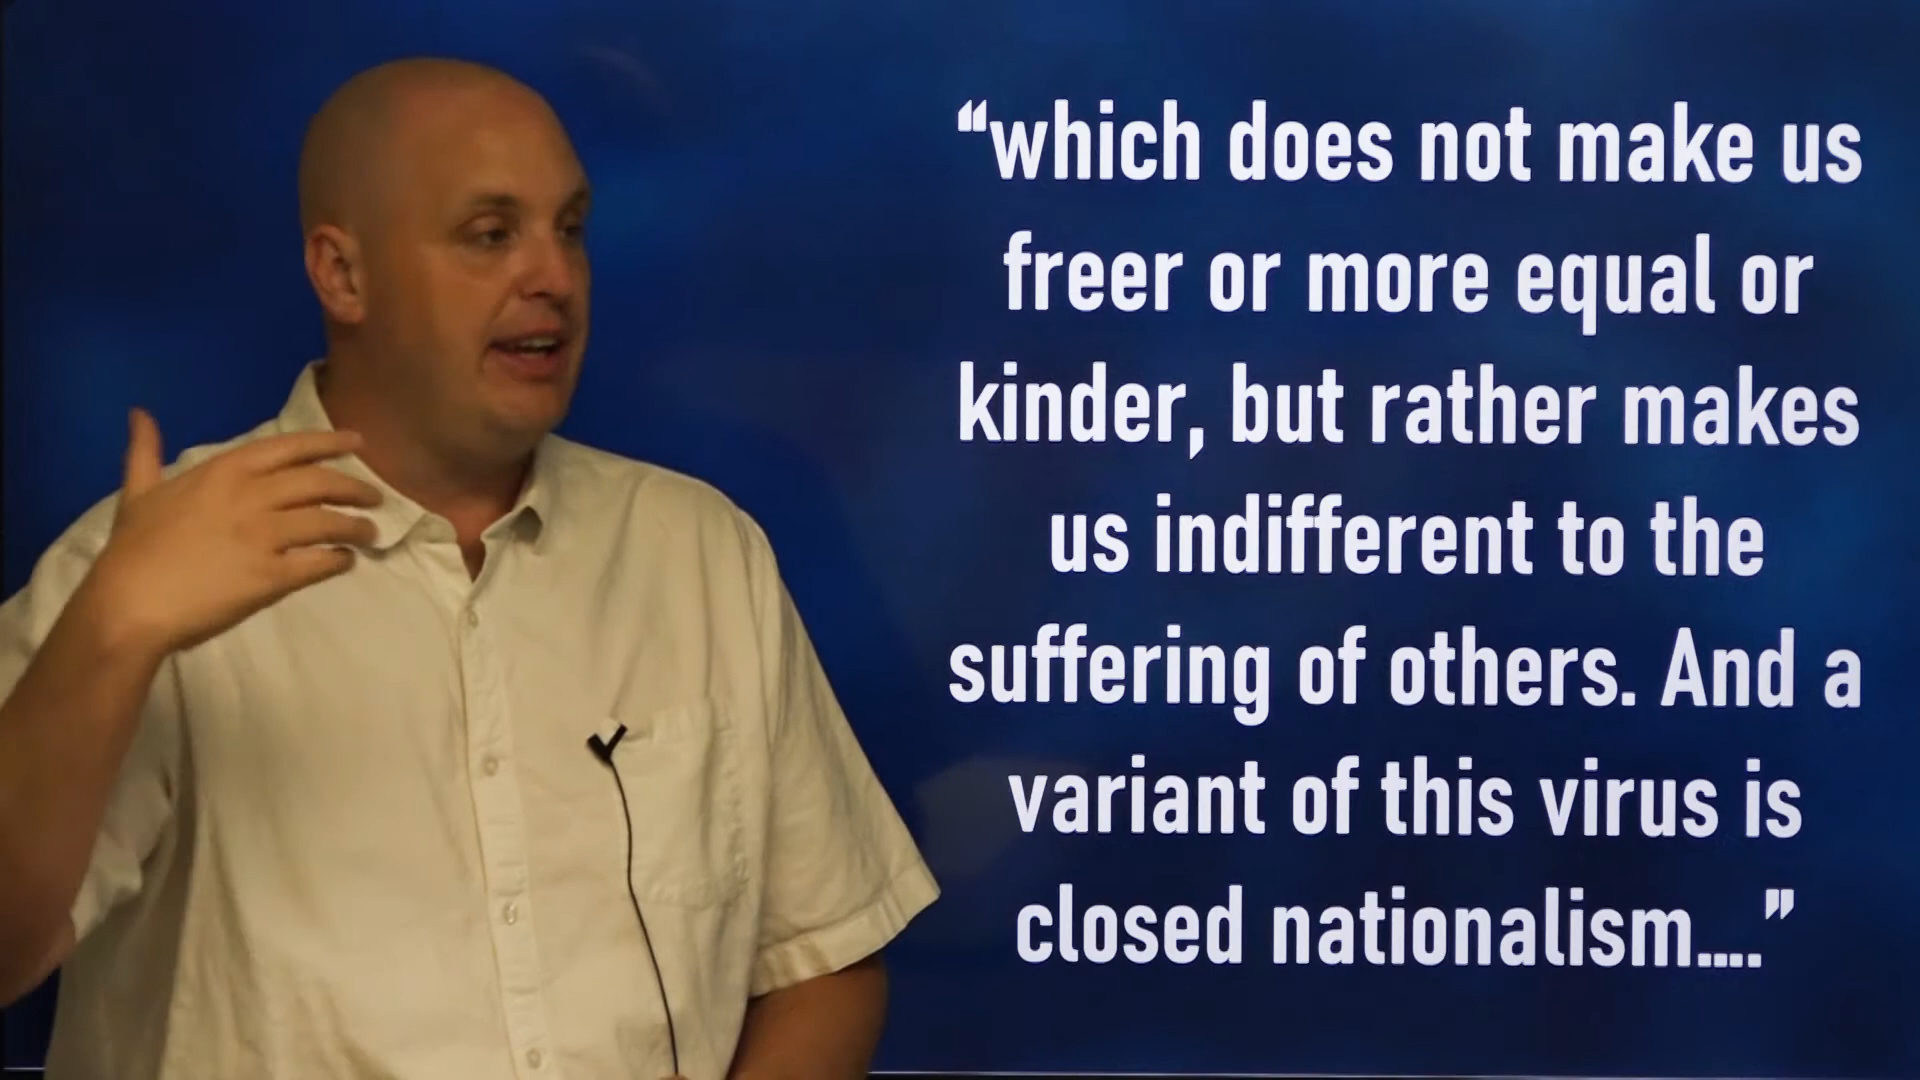 “which does not make us
freer or more equal or
kinder, but rather makes
us indifferent to the
suffering of others. And a
variant of this virus is
closed nationalism....”